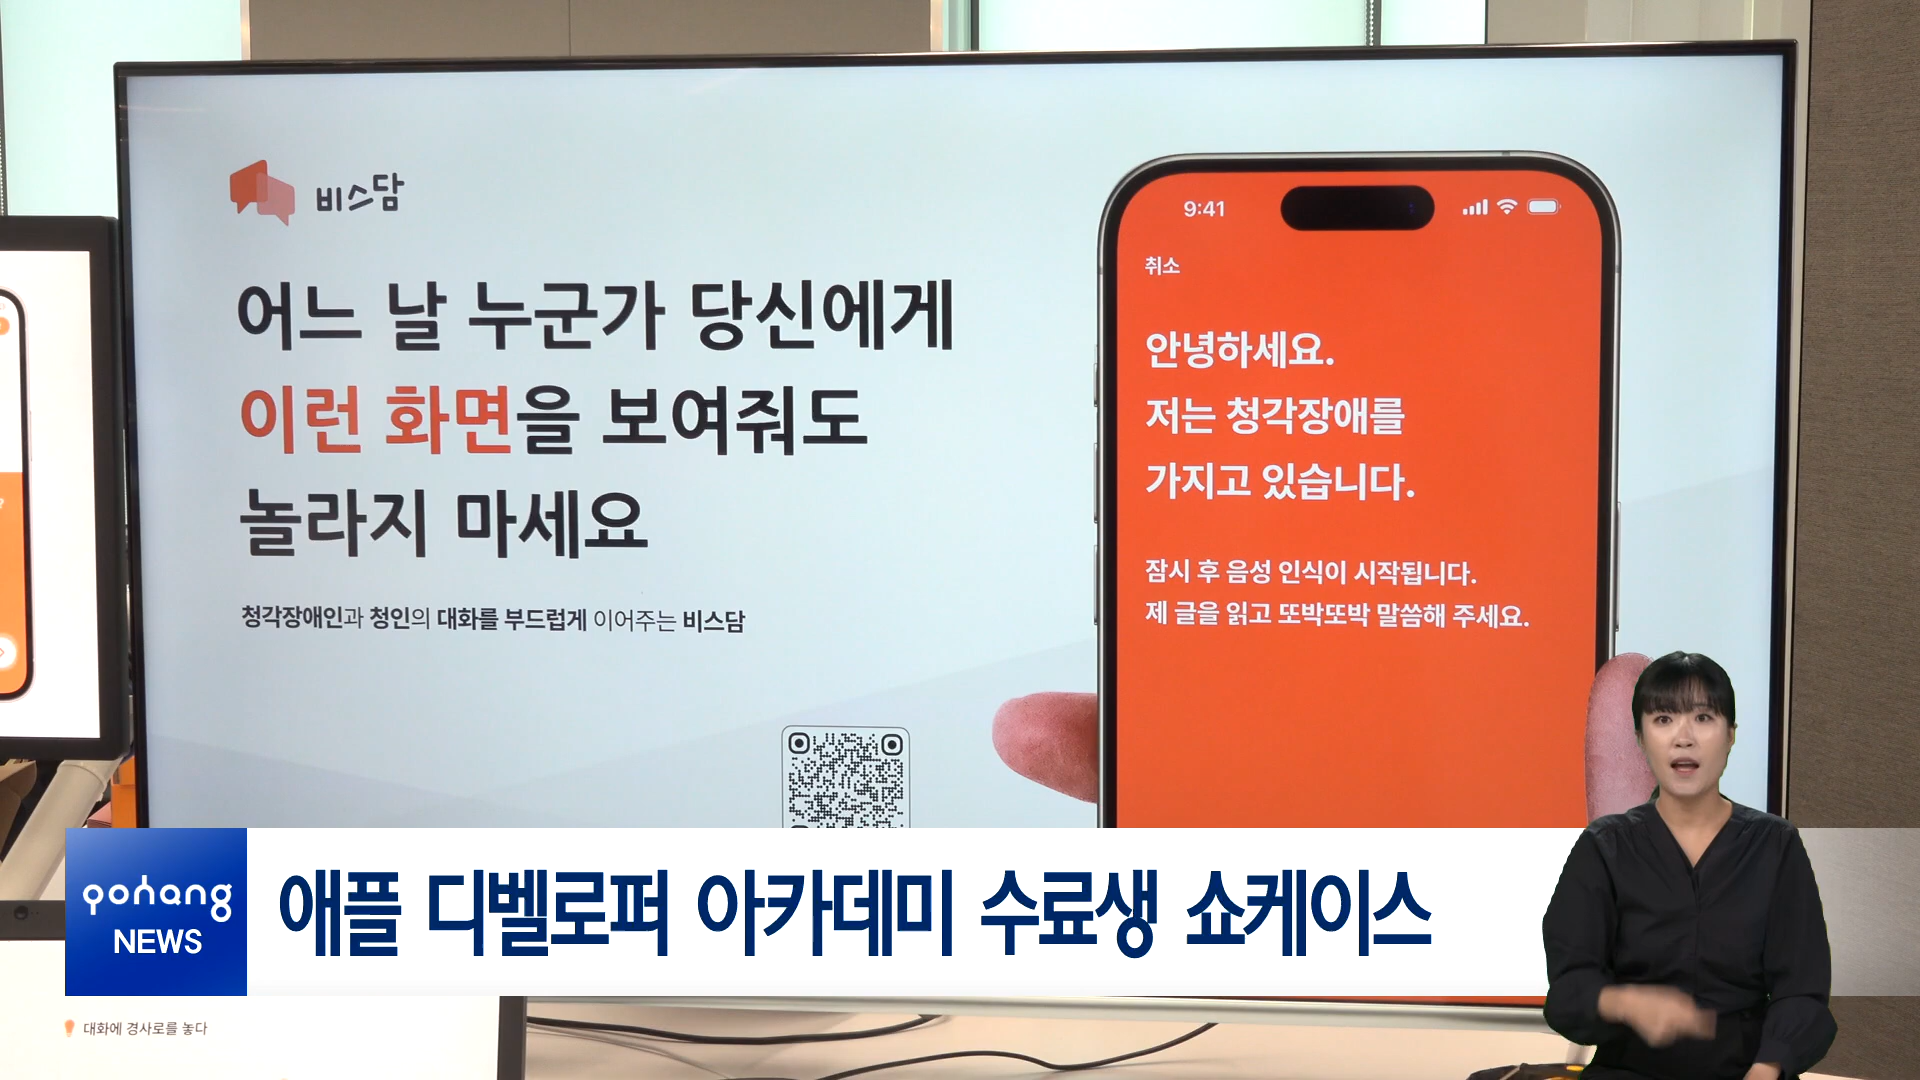 비스담
어느 날 누군가 당신에게
이런 화면을 보여줘도
놀라지 마세요
청각장애인과 청인의 대화를 부드럽게 이어주는 비스담
9:41
취소
안녕하세요.
저는 청각장애를
가지고 있습니다.
잠시 후 음성 인식이 시작됩니다.
제 글을 읽고 또박또박 말씀해 주세요.
pohang
NEWS
애플 디벨로퍼 아카데미 수료생 쇼케이스
대화에 경사로를 놓다